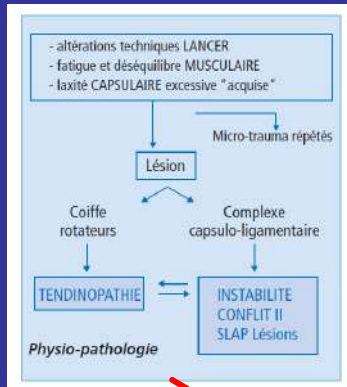 - altérations techniques LANCER
- fatigue et déséquilibre MUSCULAIRE
- laxité CAPSULAIRE excessive "acquise"
Micro-trauma répétés
Lésion
Coiffe
rotateurs
Complexe
capsulo-ligamentaire
TENDINOPATHIE
INSTABILITE
CONFLIT II
SLAP Lésions
Physio-pathologie